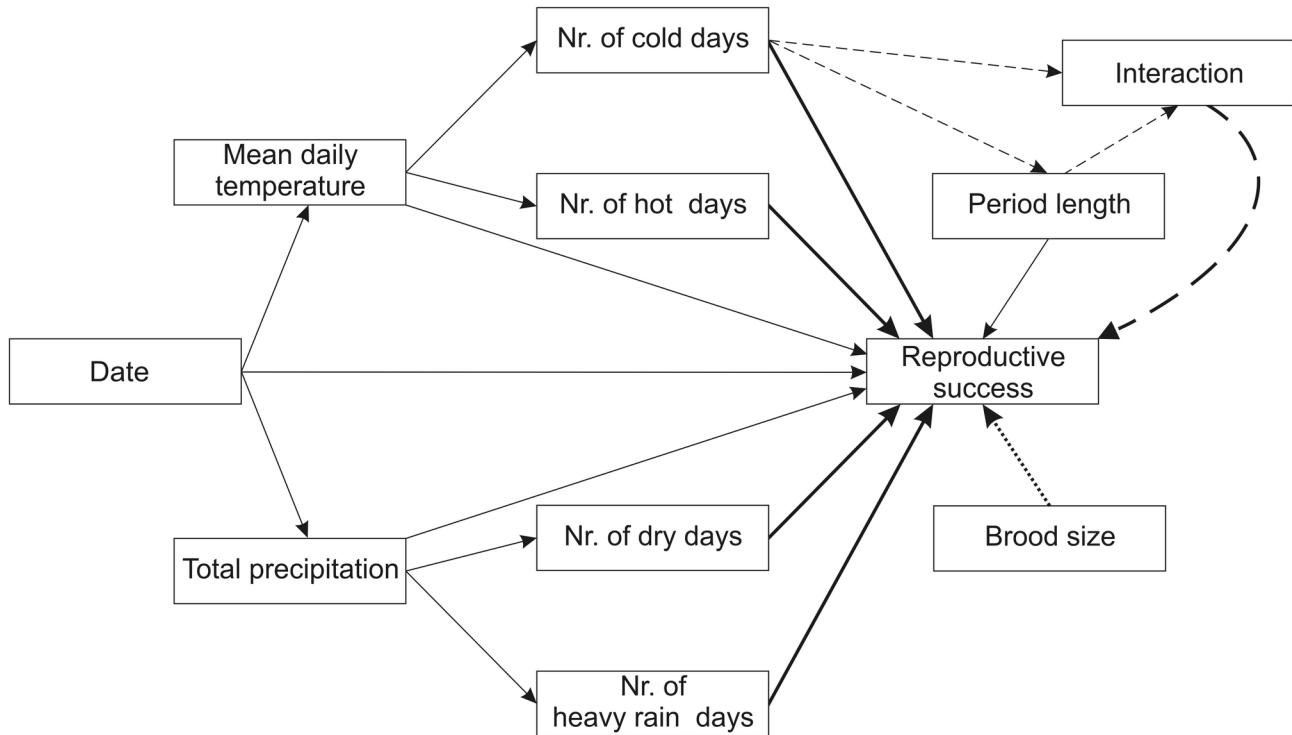 Nr. of cold days
Interaction
Mean daily
temperature
Nr. of hot  days
Period length
Date
Reproductive
success
Total precipitation
Nr. of dry days
Brood size
Nr. of
heavy rain  days